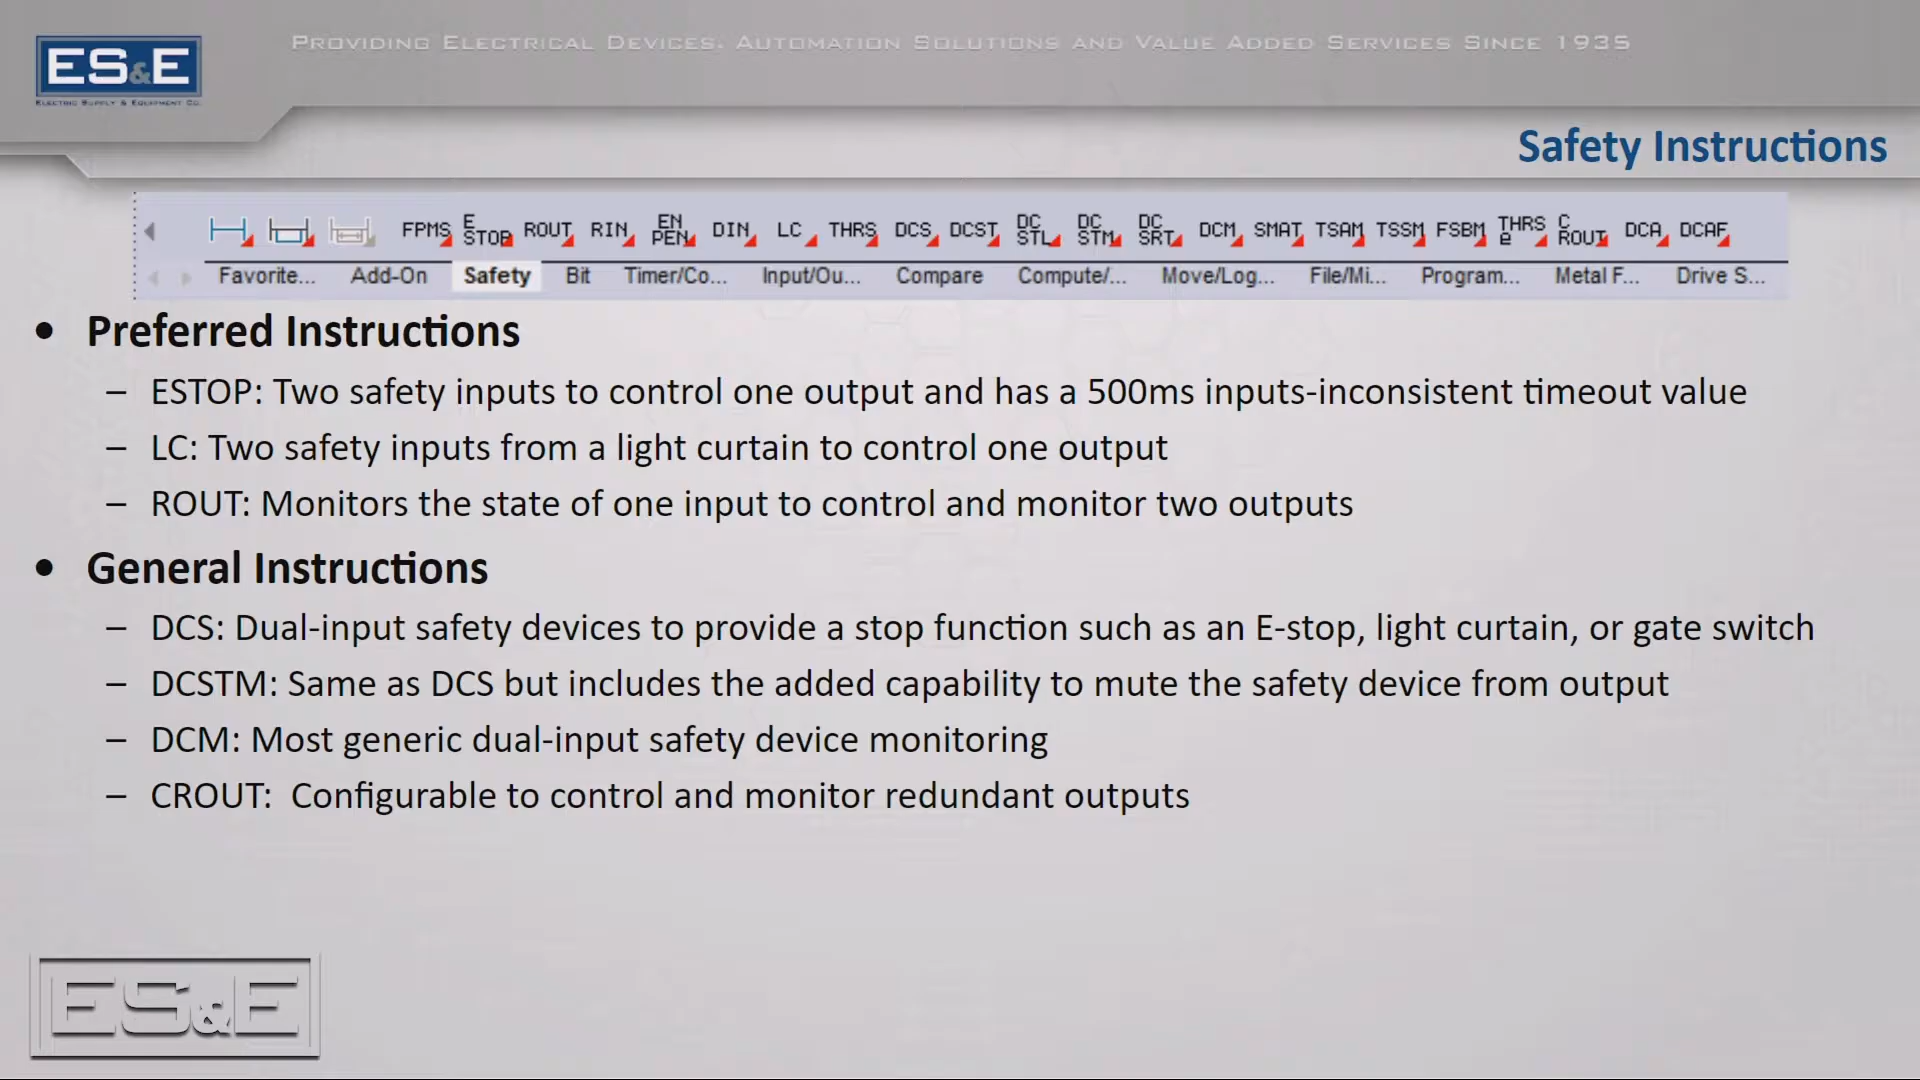 ES&E
Electric Supply & Equipment Co.
Providing Electrical Devices, Automation Solutions and Value Added Services Since 1935
Safety Instructions
FPMS E STOP ROUT RIN EN PEN DIN LC THRS DCS DCST DC STL DC STM DC SRT DCM SMAT TSAM TSSM FSBM THRS e C ROUT DCA DCAF
Favorite... Add-On Safety Bit Timer/Co... Input/Ou... Compare Compute/... Move/Log... File/Mi... Program... Metal F... Drive S...
• Preferred Instructions
– ESTOP: Two safety inputs to control one output and has a 500ms inputs-inconsistent timeout value
– LC: Two safety inputs from a light curtain to control one output
– ROUT: Monitors the state of one input to control and monitor two outputs
• General Instructions
– DCS: Dual-input safety devices to provide a stop function such as an E-stop, light curtain, or gate switch
– DCSTM: Same as DCS but includes the added capability to mute the safety device from output
– DCM: Most generic dual-input safety device monitoring
– CROUT:  Configurable to control and monitor redundant outputs
ES&E